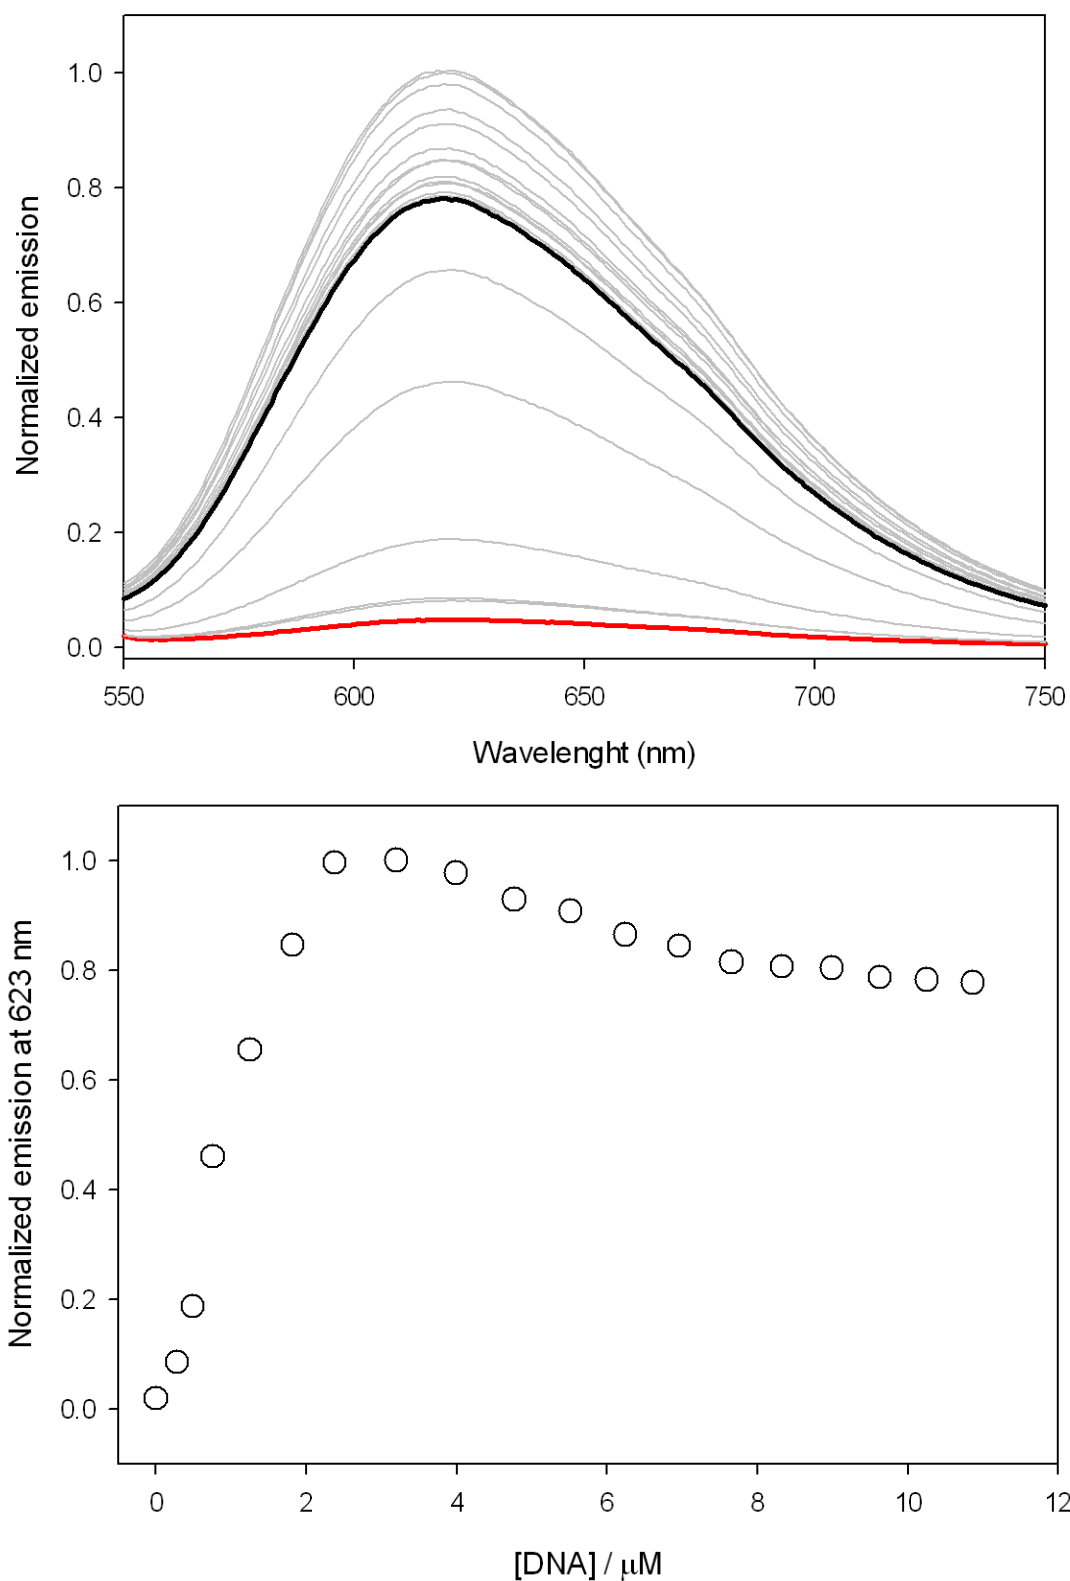 Normalized emission
1.0
0.8
0.6
0.4
0.2
0.0
550 600 650 700 750
Wavelenght (nm)
Normalized emission at 623 nm
1.0
0.8
0.6
0.4
0.2
0.0
0 2 4 6 8 10 12
[DNA] / μM